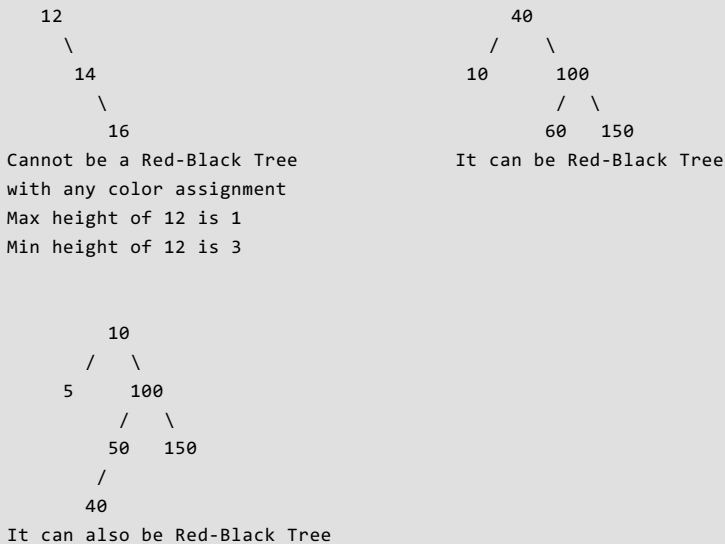 12 40
\ / \
14 10 100
\ / \
16 60 150
Cannot be a Red-Black Tree It can be Red-Black Tree
with any color assignment
Max height of 12 is 1
Min height of 12 is 3
10
/ \
5 100
/ \
50 150
/
40
It can also be Red-Black Tree